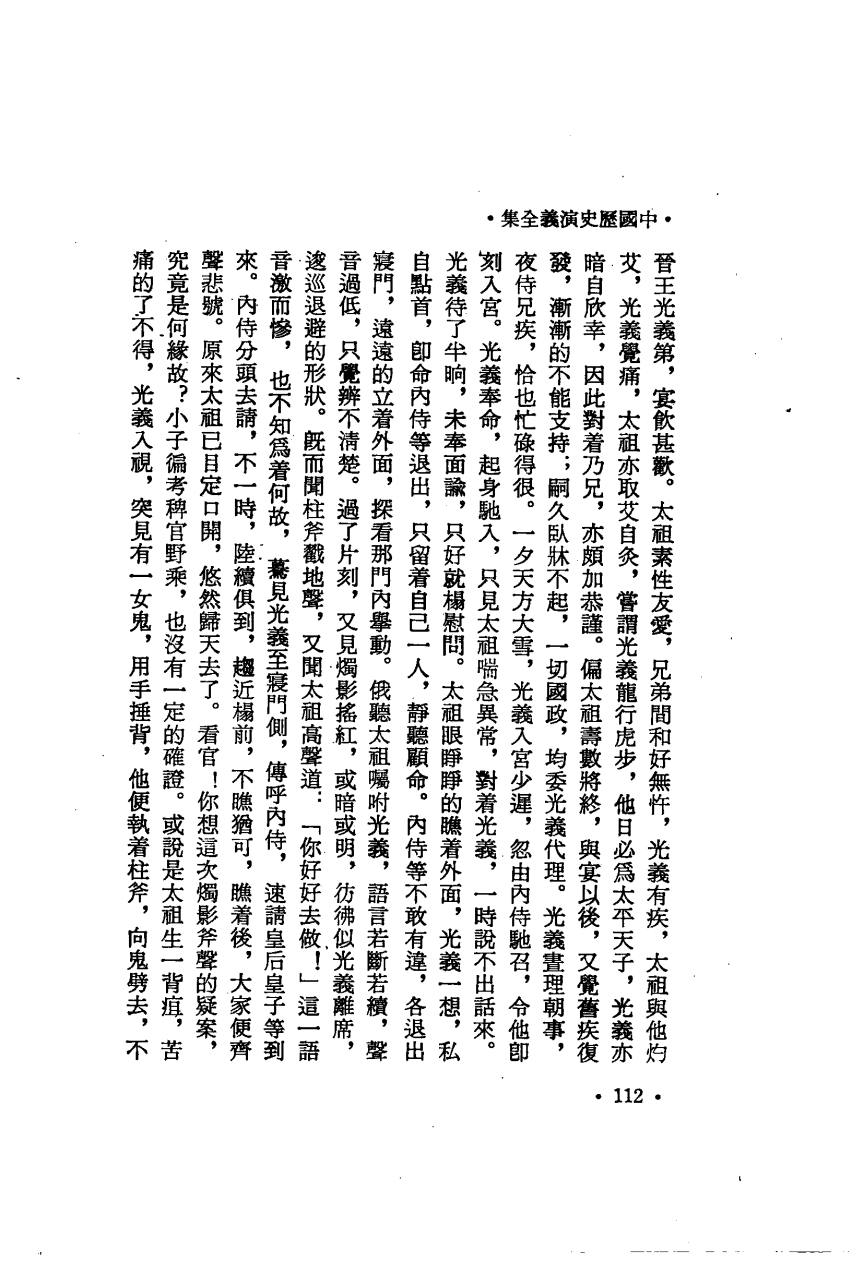 •中國歷史演義全集•
晉王光義第，宴飲甚歡。太祖素性友愛，兄弟間和好無忤，光義有疾，太祖與他灼
艾，光義覺痛，太祖亦取艾自灸，嘗謂光義龍行虎步，他日必爲太平天子，光義亦
暗自欣幸，因此對着乃兄，亦頗加恭謹。偏太祖壽數將終，與宴以後，又覺舊疾復
發，漸漸的不能支持；嗣久臥牀不起，一切國政，均委光義代理。光義晝理朝事，
夜侍兄疾，恰也忙碌得很。一夕天方大雪，光義入宮少遲，忽由內侍馳召，令他卽
刻入宮。光義奉命，起身馳入，只見太祖喘急異常，對着光義，一時說不出話來。
光義待了半晌，未奉面諭，只好就榻慰問。太祖眼睜睜的瞧着外面，光義一想，私
自點首，卽命內侍等退出，只留着自己一人，靜聽顧命。內侍等不敢有違，各退出
寢門，遠遠的立着外面，探看那門內舉動。俄聽太祖囑咐光義，語言若斷若續，聲
音過低，只覺辨不清楚。過了片刻，又見燭影搖紅，或暗或明，彷彿似光義離席，
逡巡退避的形狀。旣而聞柱斧戳地聲，又聞太祖高聲道：「你好好去做！」這一語
音激而慘，也不知爲着何故，驀見光義至寢門側，傳呼內侍，速請皇后皇子等到
來。內侍分頭去請，不一時，陸續俱到，趨近榻前，不瞧猶可，瞧着後，大家便齊
聲悲號。原來太祖已目定口開，悠然歸天去了。看官！你想這次燭影斧聲的疑案，
究竟是何緣故？小子徧考稗官野乘，也沒有一定的確證。或說是太祖生一背疽，苦
痛的了不得，光義入視，突見有一女鬼，用手捶背，他便執着柱斧，向鬼劈去，不
•112•